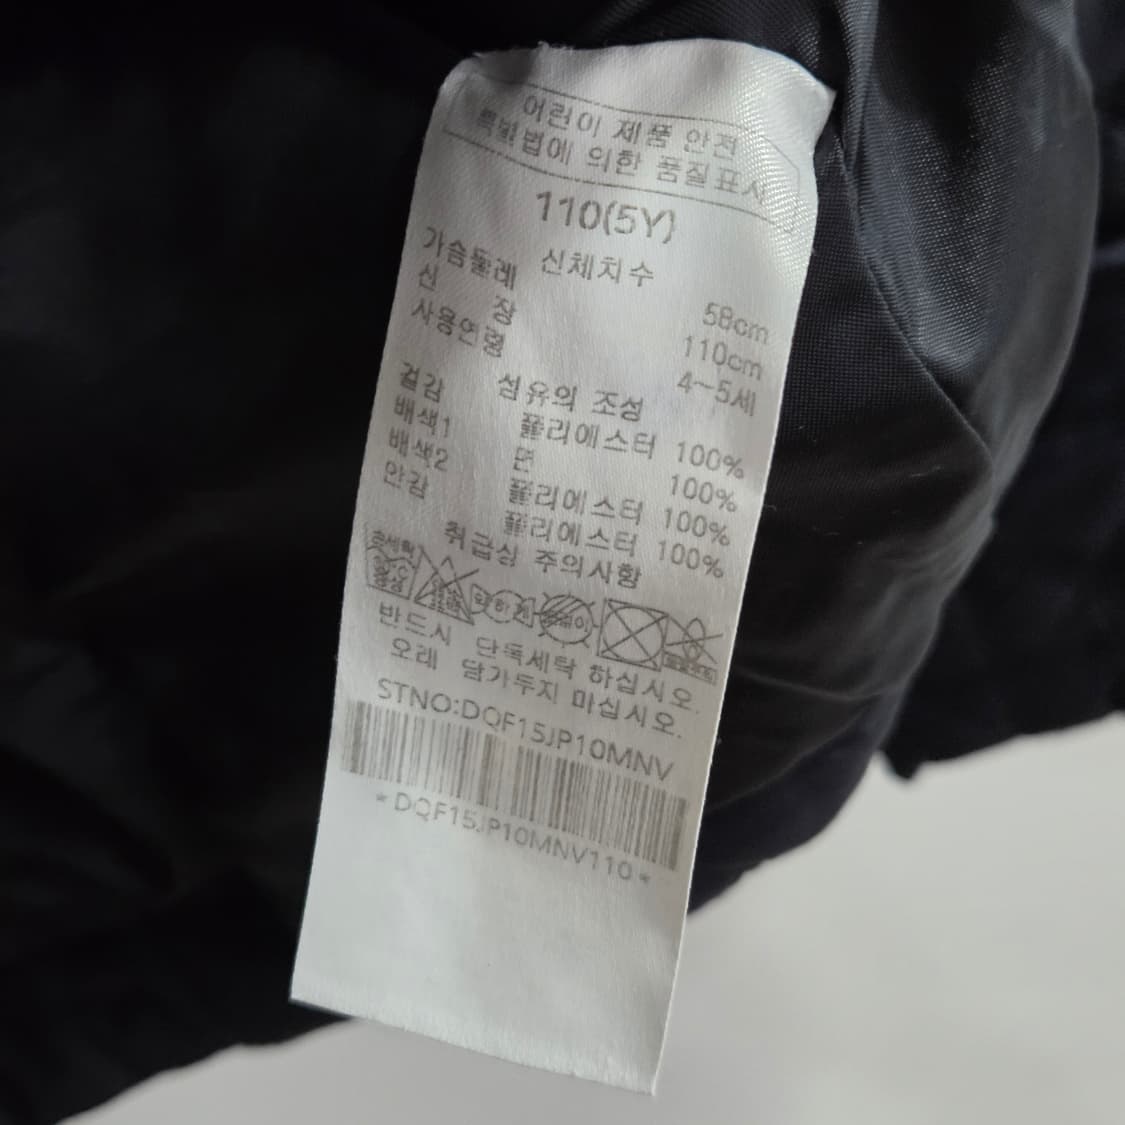 어린이 제품 안전
특별법에 의한 품질표시
110(5Y)
신체치수
가슴둘레 58cm
신 장 110cm
사용연령 4~5세
섬유의 조성
겉감 폴리에스터 100%
배색1 면 100%
배색2 폴리에스터 100%
안감 폴리에스터 100%
취급상 주의사항
손세탁
반드시 단독세탁 하십시오.
오래 담가두지 마십시오.
STNO:DQF15JP10MNV
*DQF15JP10MNV110*